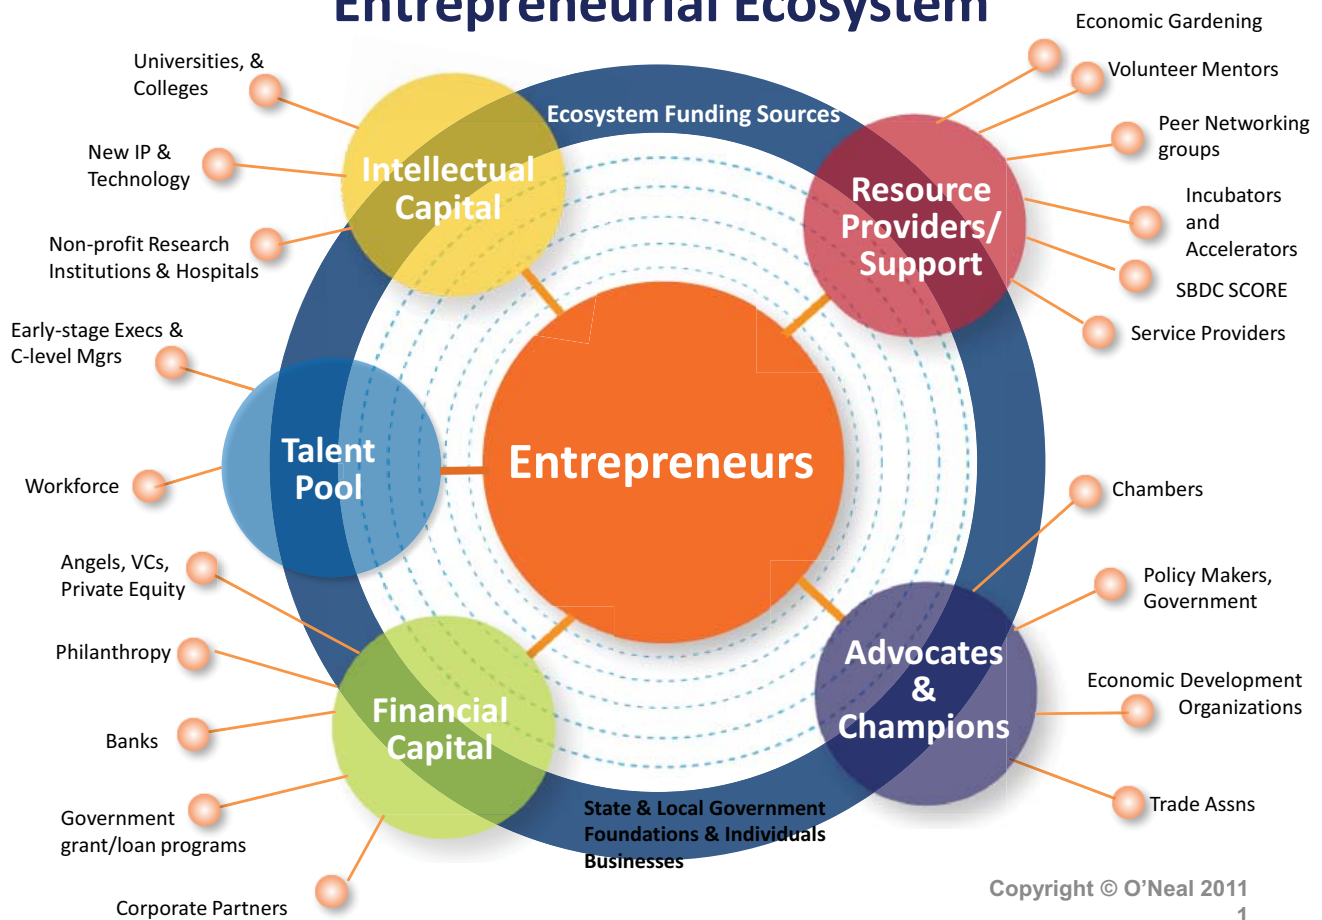 Entrepreneurial Ecosystem
Economic Gardening
Universities, &
Colleges
Volunteer Mentors
Ecosystem Funding Sources
Peer Networking
groups
New IP &
Technology
Intellectual
Capital
Resource
Providers/
Support
Incubators
and
Accelerators
Non-profit Research
Institutions & Hospitals
SBDC SCORE
Early-stage Execs &
C-level Mgrs
Service Providers
Talent
Pool
Entrepreneurs
Workforce
Chambers
Angels, VCs,
Private Equity
Policy Makers,
Government
Philanthropy
Advocates
&
Champions
Economic Development
Organizations
Financial
Capital
Banks
State & Local Government
Foundations & Individuals
Businesses
Trade Assns
Government
grant/loan programs
Corporate Partners
Copyright © O’Neal 2011
1